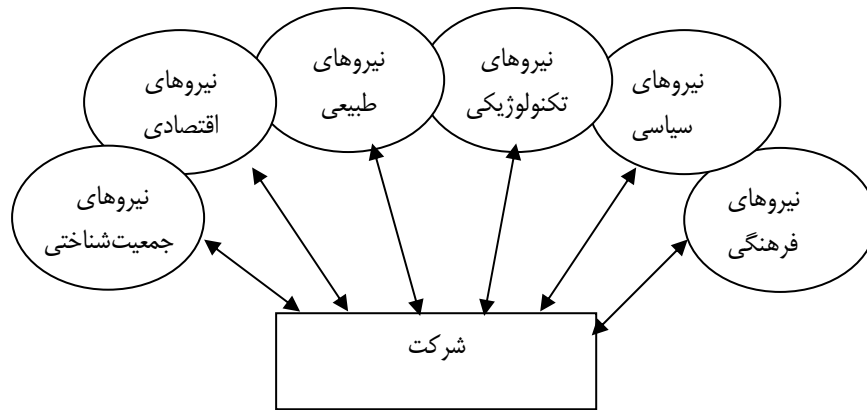 نیروهای
سیاسی
نیروهای
تکنولوژیکی
نیروهای
طبیعی
نیروهای
اقتصادی
نیروهای
فرهنگی
نیروهای
جمعیت‌شناختی
شرکت